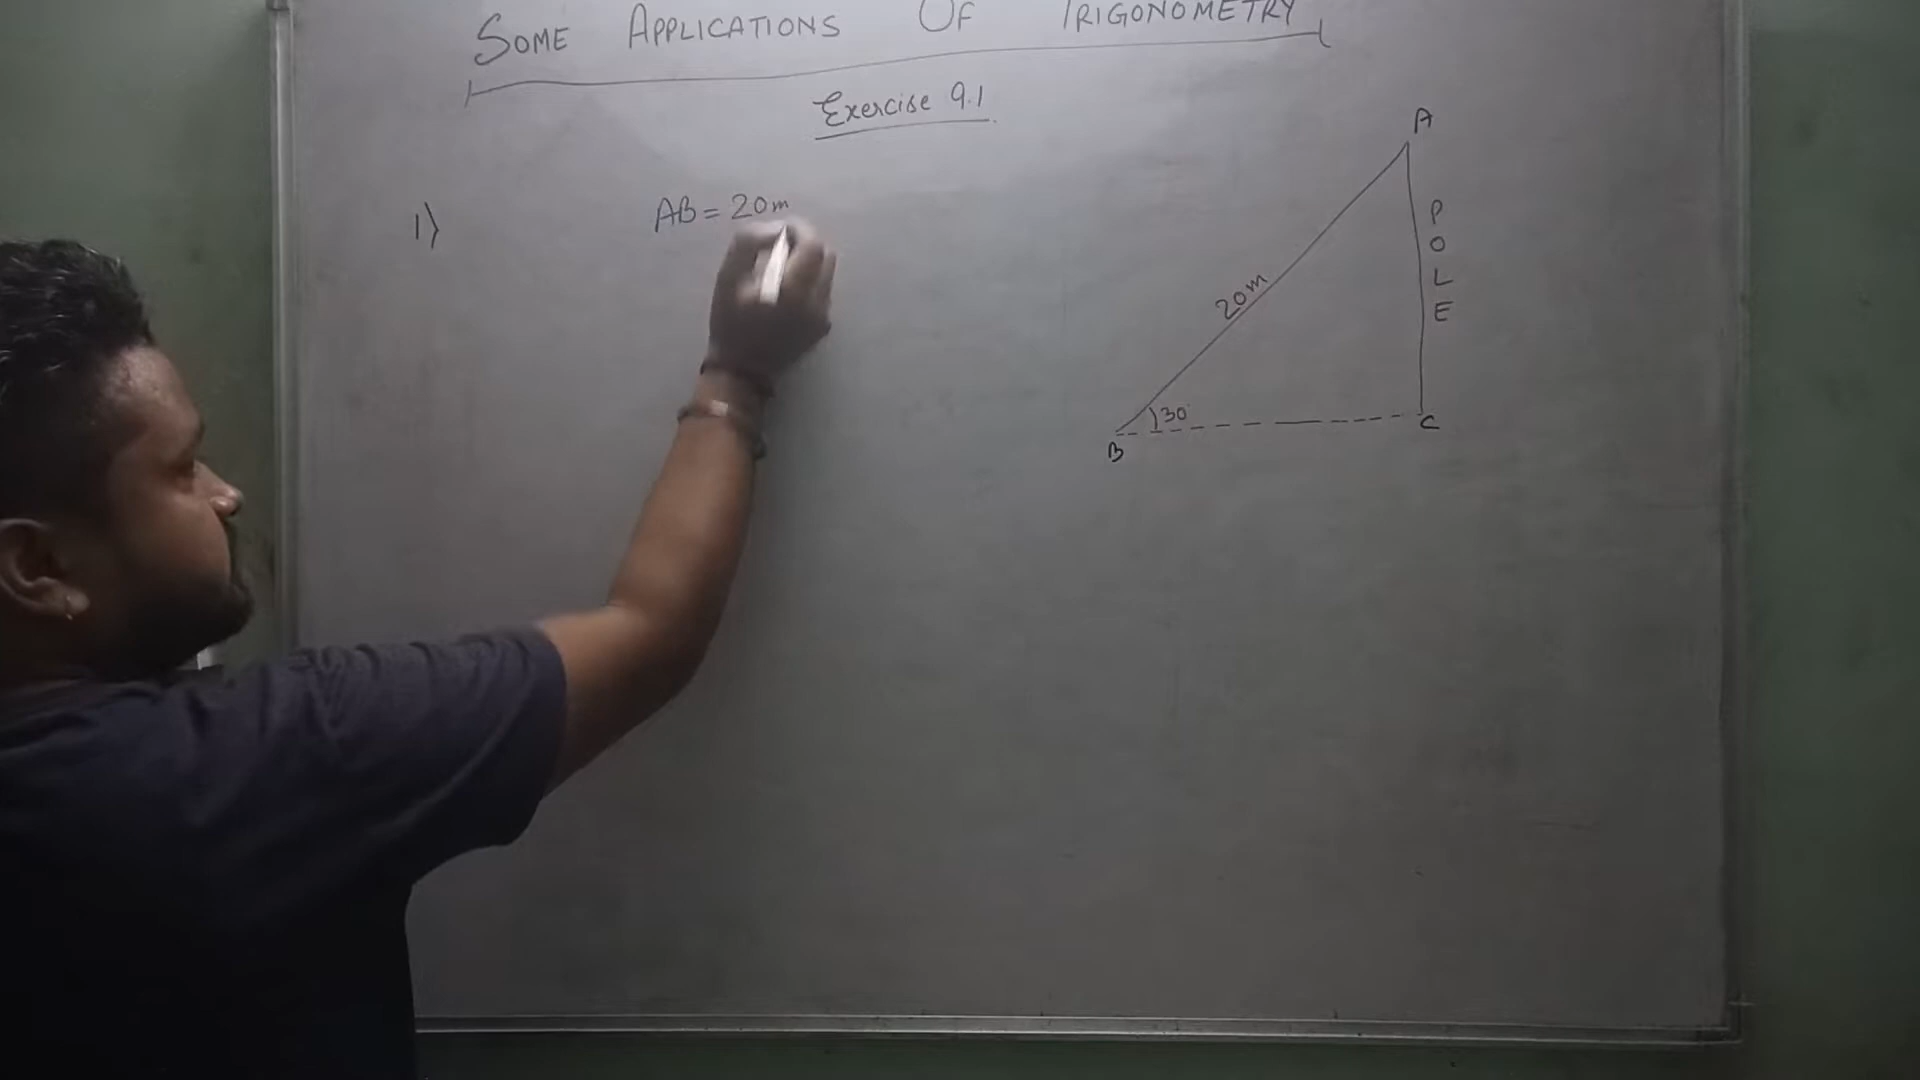 SOME APPLICATIONS OF TRIGONOMETRY
Exercise 9.1
1)
AB = 20m
A
POLE
20m
30°
B
C